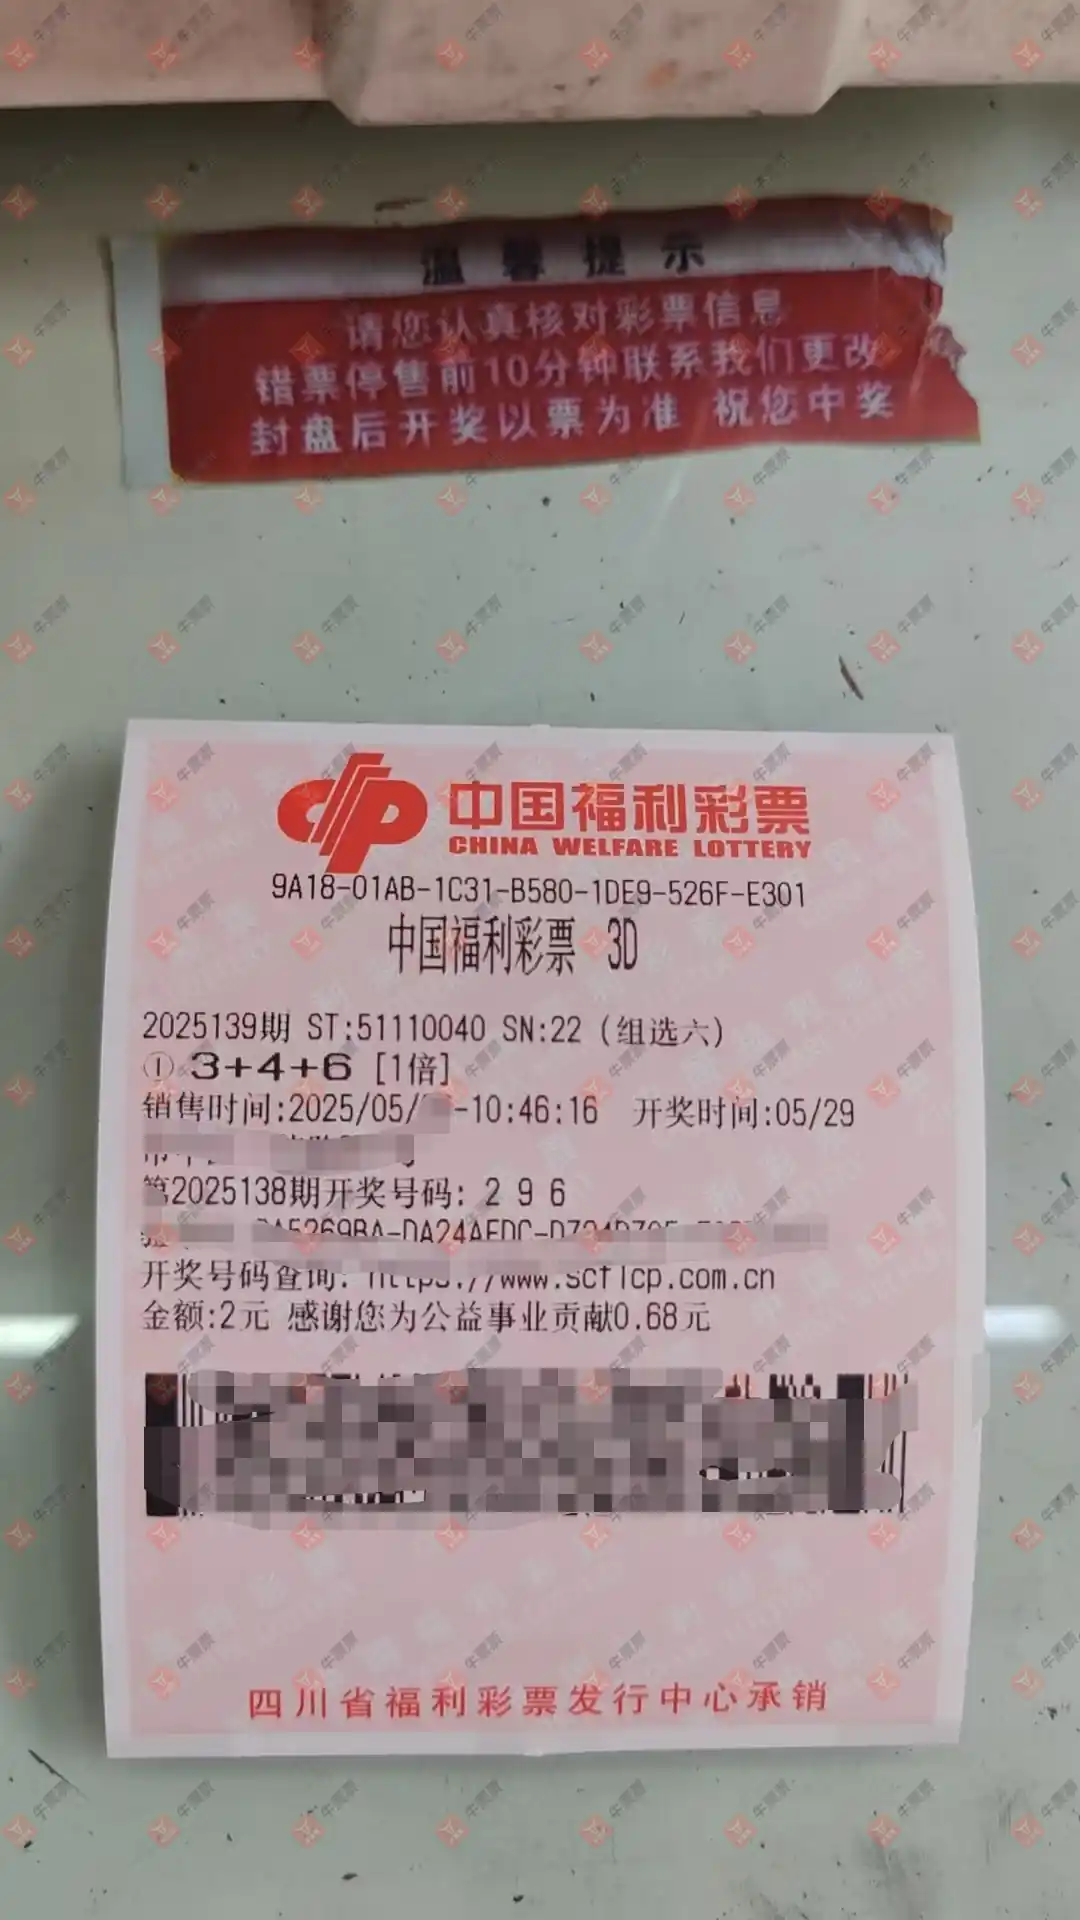 温馨提示
请您认真核对彩票信息
错票停售前10分钟联系我们更改
封盘后开奖以票为准 祝您中奖
中国福利彩票
CHINA WELFARE LOTTERY
9A18-01AB-1C31-B580-1DE9-526F-E301
中国福利彩票 3D
2025139期 ST:51110040 SN:22 (组选六)
①.3+4+6 [1倍]
销售时间:2025/05/ -10:46:16 开奖时间:05/29
第2025138期开奖号码: 2 9 6
开奖号码查询: https://www.scflcp.com.cn
金额:2元 感谢您为公益事业贡献0.68元
四川省福利彩票发行中心承销